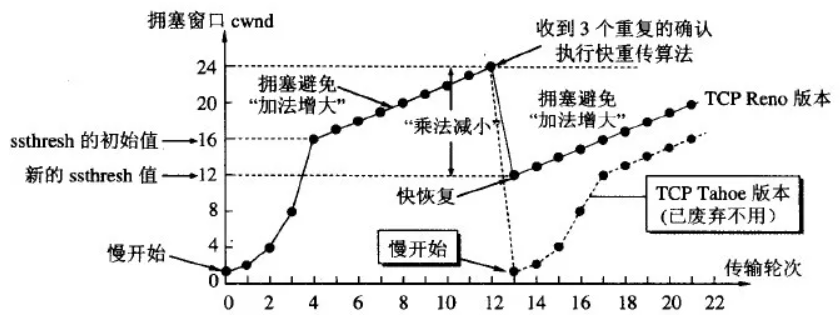 拥塞窗口 cwnd
收到 3 个重复的确认
执行快重传算法
24
拥塞避免
“加法增大”
20
“乘法减小”
拥塞避免
“加法增大”
TCP Reno 版本
ssthresh 的初始值
16
新的 ssthresh 值
12
快恢复
TCP Tahoe 版本
(已废弃不用)
8
4
慢开始
慢开始
0
传输轮次
0 2 4 6 8 10 12 14 16 18 20 22